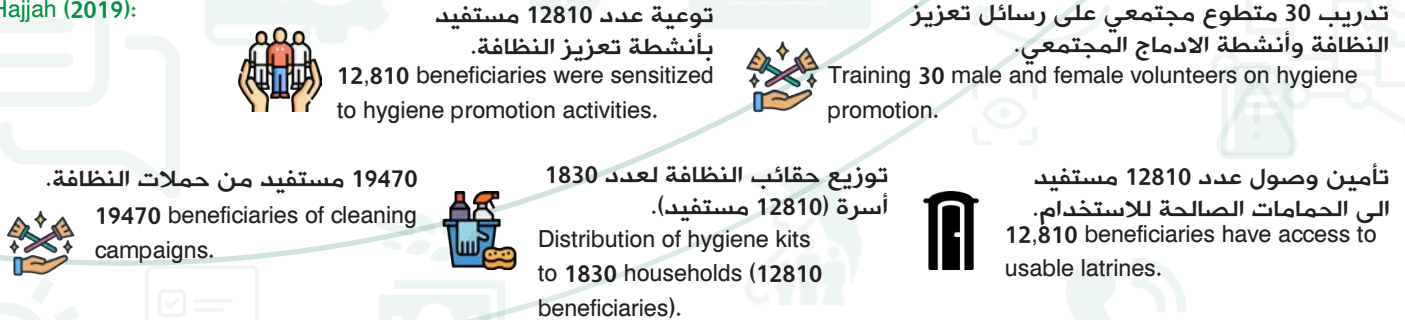 Hajjah (2019):
توعية عدد 12810 مستفيد
بأنشطة تعزيز النظافة.
12,810 beneficiaries were sensitized
to hygiene promotion activities.
تدريب 30 متطوع مجتمعي على رسائل تعزيز
النظافة وأنشطة الادماج المجتمعي.
Training 30 male and female volunteers on hygiene
promotion.
19470 مستفيد من حملات النظافة.
19470 beneficiaries of cleaning
campaigns.
توزيع حقائب النظافة لعدد 1830
أسرة (12810 مستفيد).
Distribution of hygiene kits
to 1830 households (12810
beneficiaries).
تأمين وصول عدد 12810 مستفيد
الى الحمامات الصالحة للاستخدام.
12,810 beneficiaries have access to
usable latrines.